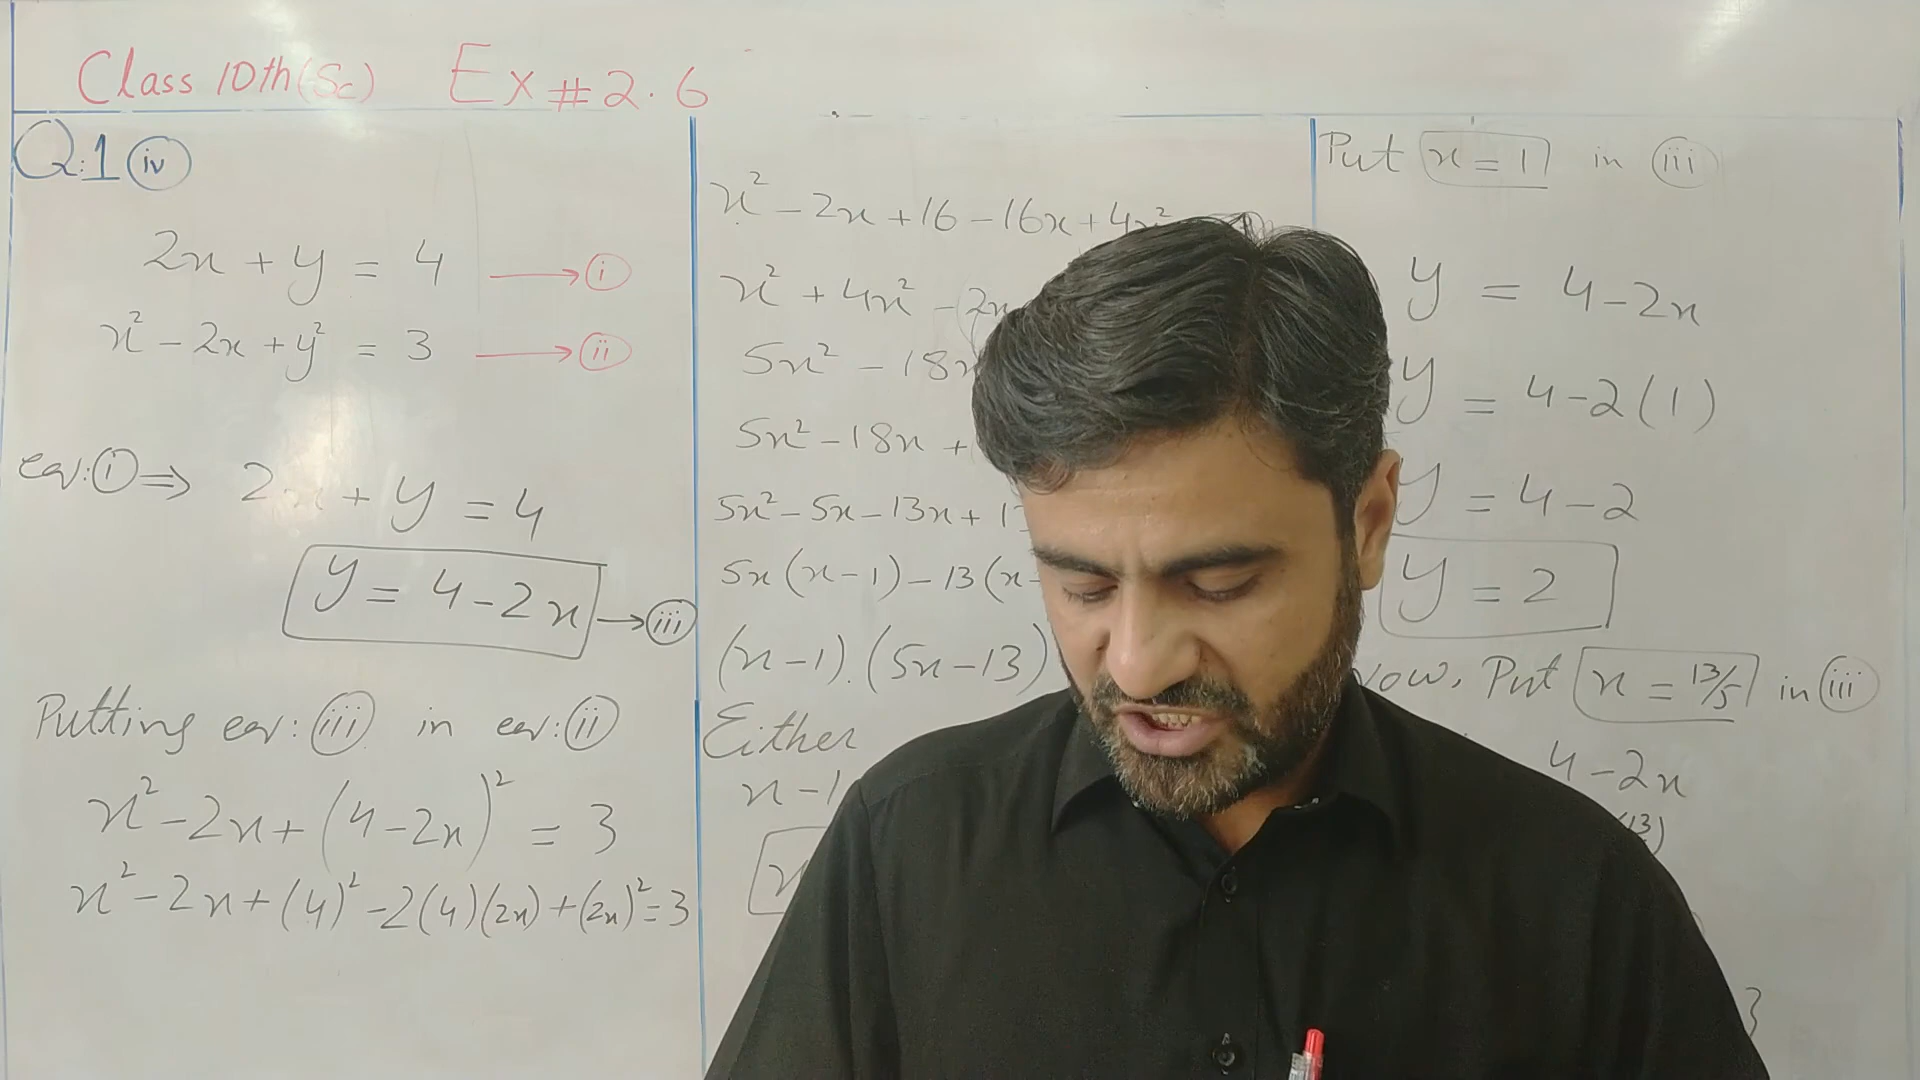 Class 10th (Sc) Ex # 2.6
Q:1 (iv)
2x + y = 4 → (i)
x² - 2x + y² = 3 → (ii)
eq: (i) ⇒ 2x + y = 4
y = 4 - 2x → (iii)
Putting eq: (iii) in eq: (ii)
x² - 2x + (4 - 2x)² = 3
x² - 2x + (4)² - 2(4)(2x) + (2x)² = 3
x² - 2x + 16 - 16x + 4x²
x² + 4x² - 2x
5x² - 18x
5x² - 18x +
5x² - 5x - 13x + 1
5x(x - 1) - 13(x -
(x - 1).(5x - 13)
Either
x - 1
x
Put x = 1 in (iii)
y = 4 - 2x
y = 4 - 2(1)
y = 4 - 2
y = 2
Now, Put x = 13/5 in (iii)
4 - 2x
(13)